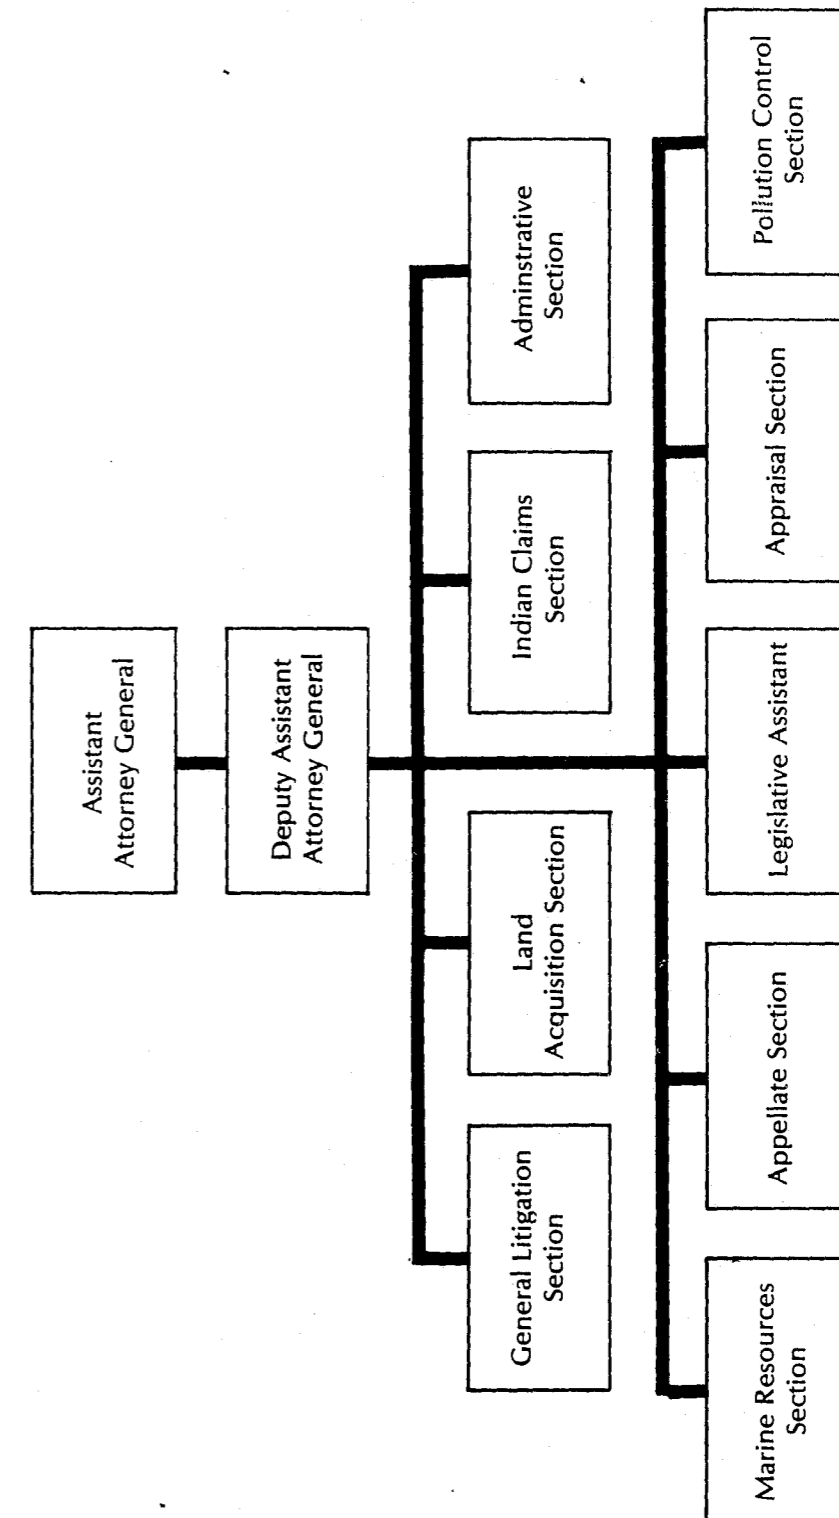 Assistant
Attorney General
Deputy Assistant
Attorney General
General Litigation
Section
Land
Acquisition Section
Indian Claims
Section
Adminstrative
Section
Marine Resources
Section
Appellate Section
Legislative Assistant
Appraisal Section
Pollution Control
Section